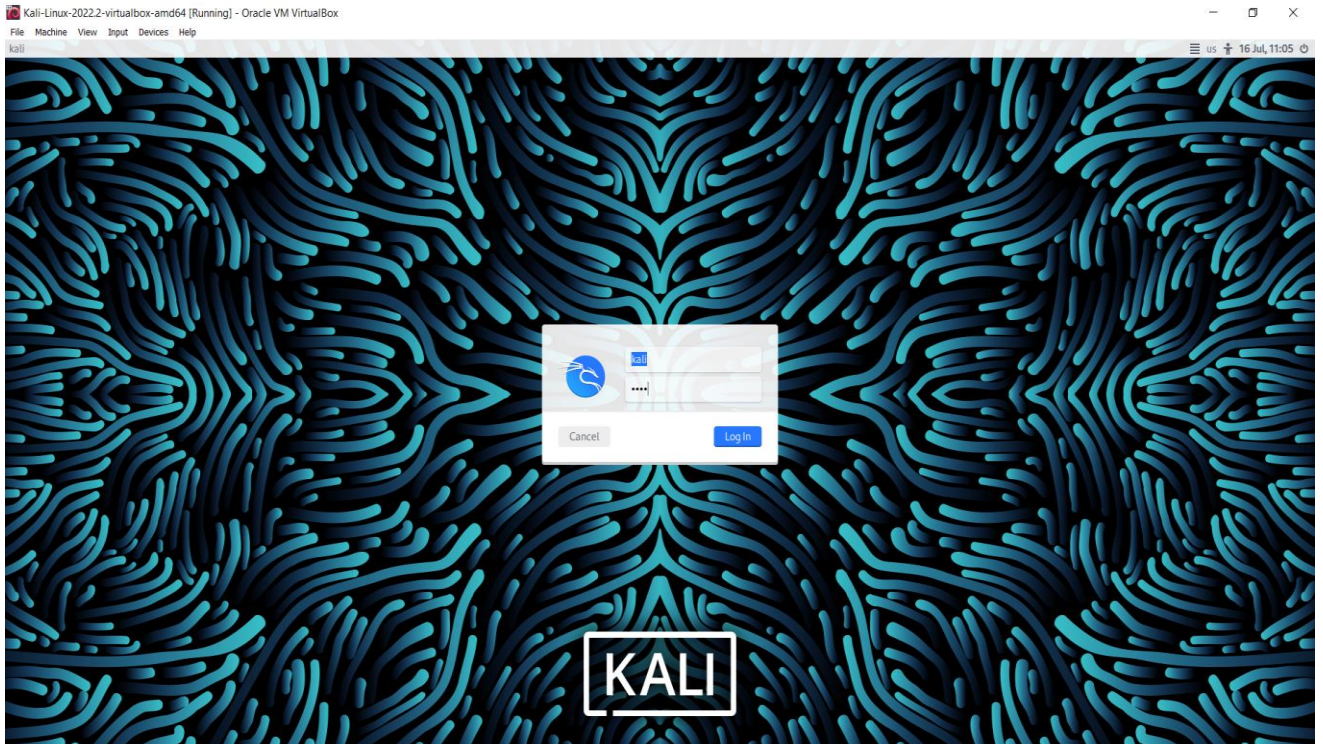 Kali-Linux-2022.2-virtualbox-amd64 [Running] - Oracle VM VirtualBox
File Machine View Input Devices Help
kali
us 16 Jul, 11:05
kali
••••
Cancel
Log In
KALI